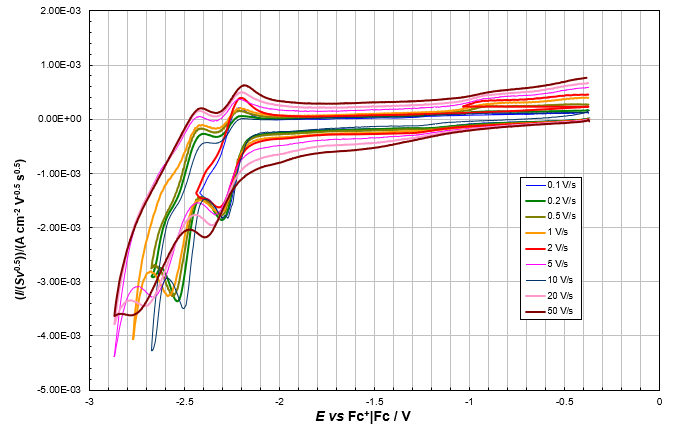 2.00E-03
1.00E-03
0.00E+00
-1.00E-03
-2.00E-03
-3.00E-03
-4.00E-03
-5.00E-03
(I/(Sv^0.5))/(A cm^-2 V^-0.5 s^0.5)
0.1 V/s
0.2 V/s
0.5 V/s
1 V/s
2 V/s
5 V/s
10 V/s
20 V/s
50 V/s
-3 -2.5 -2 -1.5 -1 -0.5 0
E vs Fc⁺|Fc / V